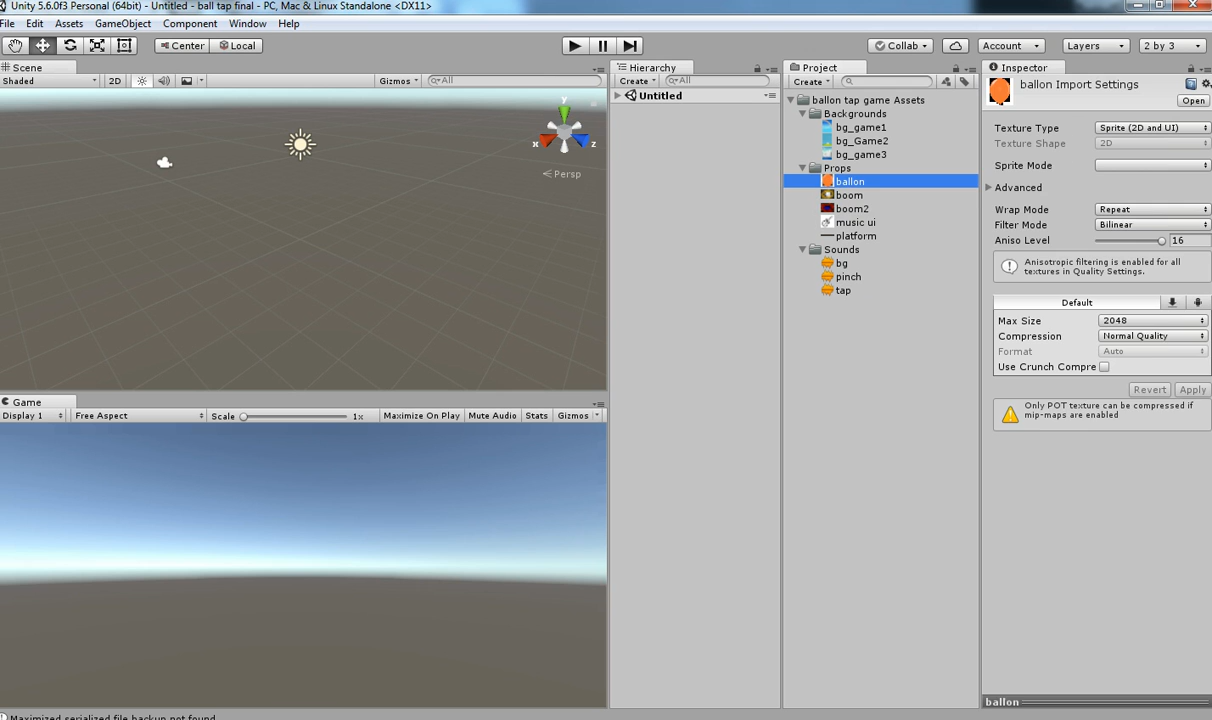 Unity 5.6.0f3 Personal (64bit) - Untitled - ball tap final - PC, Mac & Linux Standalone <DX11>
File Edit Assets GameObject Component Window Help
Center Local Collab Account Layers 2 by 3
Scene
Shaded 2D Gizmos All
y
x
z
Persp
Game
Display 1 Free Aspect Scale 1x Maximize On Play Mute Audio Stats Gizmos
Hierarchy
Create All
Untitled
Project
Create
ballon tap game Assets
Backgrounds
bg_game1
bg_Game2
bg_game3
Props
ballon
boom
boom2
music ui
platform
Sounds
bg
pinch
tap
Inspector
ballon Import Settings
Open
Texture Type Sprite (2D and UI)
Texture Shape 2D
Sprite Mode
Advanced
Wrap Mode Repeat
Filter Mode Bilinear
Aniso Level 16
Anisotropic filtering is enabled for all
textures in Quality Settings.
Default
Max Size 2048
Compression Normal Quality
Format Auto
Use Crunch Compre
Revert Apply
Only POT texture can be compressed if
mip-maps are enabled
ballon
Maximized serialized file backup not found